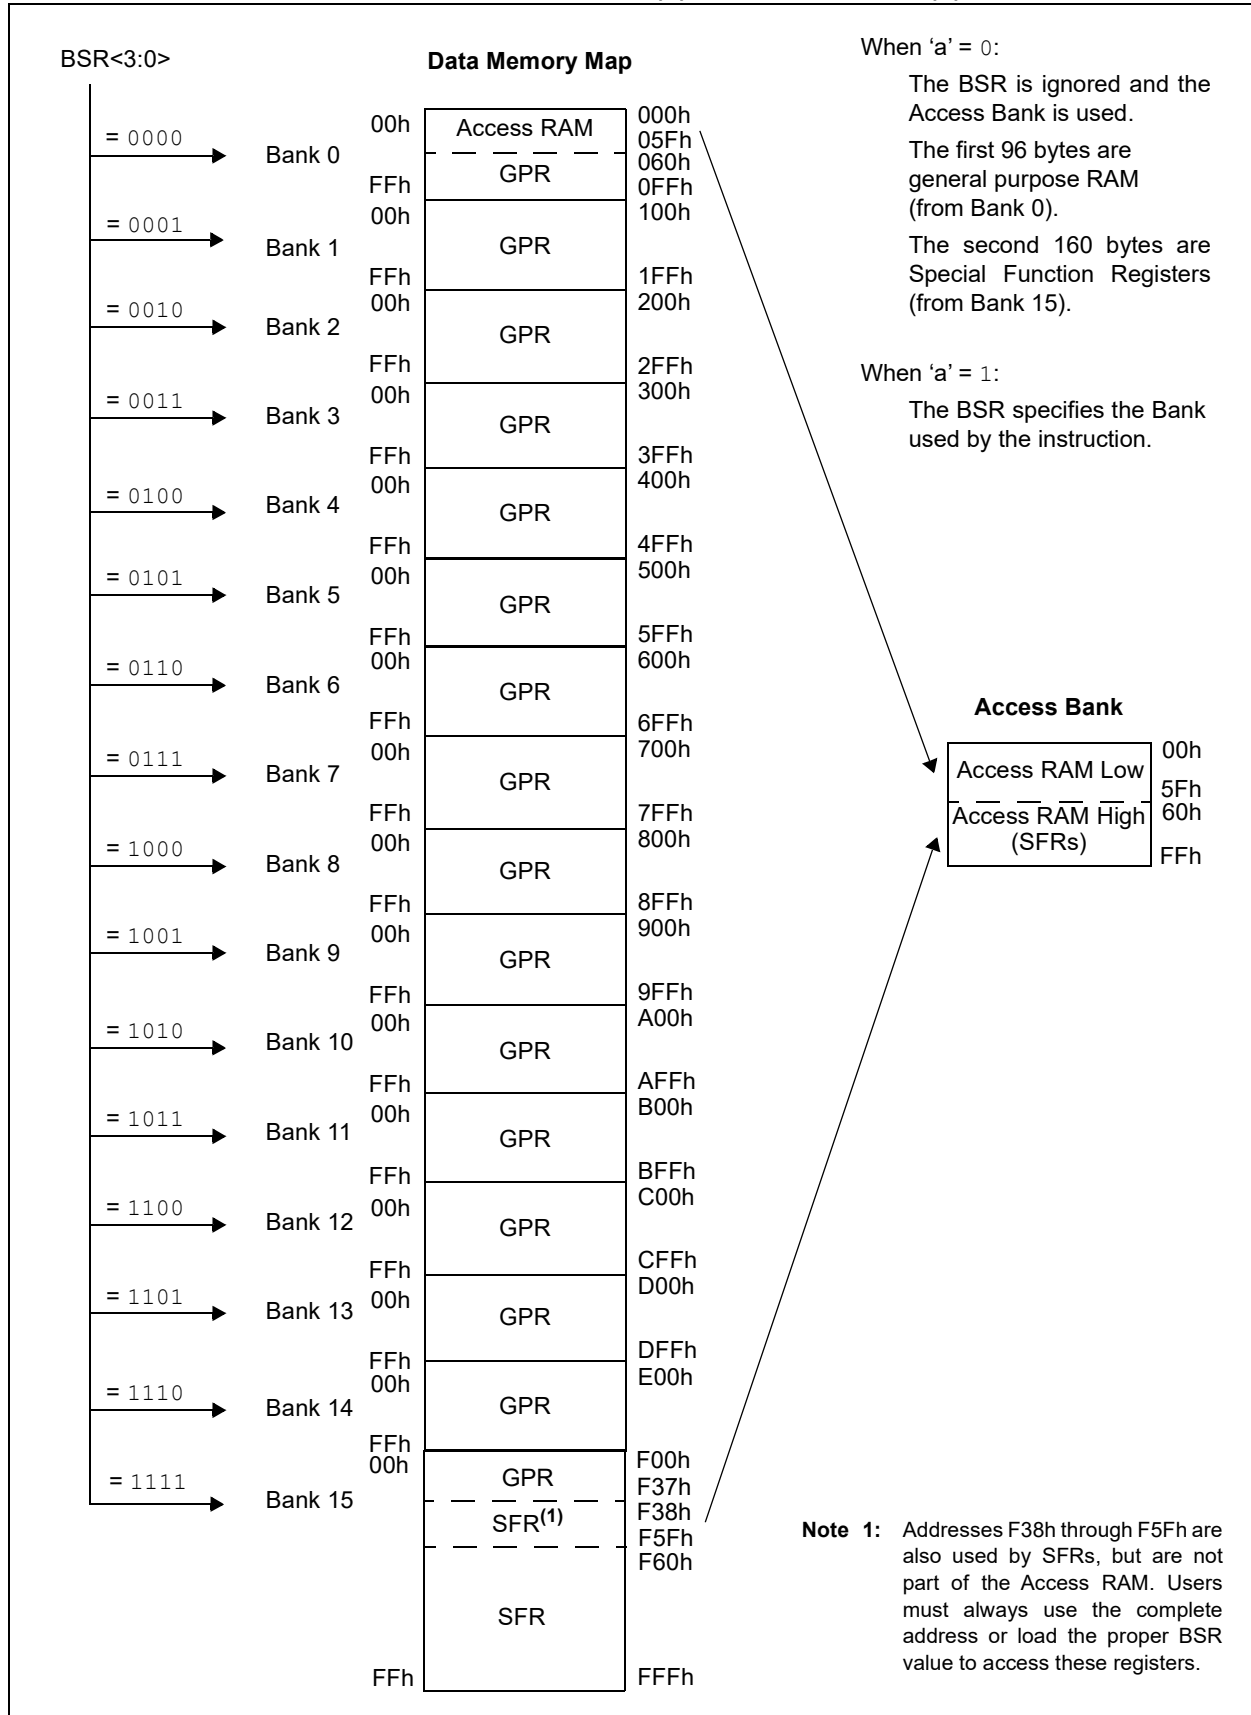 BSR<3:0>
Data Memory Map
When ‘a’ = 0:
The BSR is ignored and the
Access Bank is used.
The first 96 bytes are
general purpose RAM
(from Bank 0).
The second 160 bytes are
Special Function Registers
(from Bank 15).
When ‘a’ = 1:
The BSR specifies the Bank
used by the instruction.
= 0000
Bank 0
00h
Access RAM
000h
05Fh
060h
GPR
FFh
0FFh
= 0001
Bank 1
00h
100h
GPR
FFh
1FFh
= 0010
Bank 2
00h
200h
GPR
FFh
2FFh
= 0011
Bank 3
00h
300h
GPR
FFh
3FFh
= 0100
Bank 4
00h
400h
GPR
FFh
4FFh
= 0101
Bank 5
00h
500h
GPR
FFh
5FFh
= 0110
Bank 6
00h
600h
GPR
FFh
6FFh
= 0111
Bank 7
00h
700h
GPR
FFh
7FFh
= 1000
Bank 8
00h
800h
GPR
FFh
8FFh
= 1001
Bank 9
00h
900h
GPR
FFh
9FFh
= 1010
Bank 10
00h
A00h
GPR
FFh
AFFh
= 1011
Bank 11
00h
B00h
GPR
FFh
BFFh
= 1100
Bank 12
00h
C00h
GPR
FFh
CFFh
= 1101
Bank 13
00h
D00h
GPR
FFh
DFFh
= 1110
Bank 14
00h
E00h
GPR
FFh
= 1111
Bank 15
00h
F00h
GPR
F37h
F38h
SFR(1)
F5Fh
F60h
SFR
FFh
FFFh
Access Bank
Access RAM Low
00h
5Fh
Access RAM High
(SFRs)
60h
FFh
Note 1: Addresses F38h through F5Fh are
also used by SFRs, but are not
part of the Access RAM. Users
must always use the complete
address or load the proper BSR
value to access these registers.